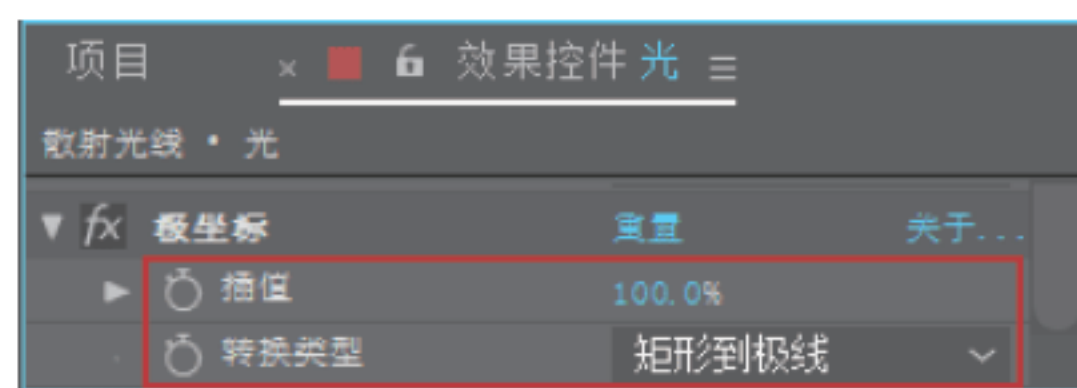 项目 × 效果控件 光 ≡
散射光线 • 光
fx 极坐标 重置 关于...
插值 100.0%
转换类型 矩形到极线